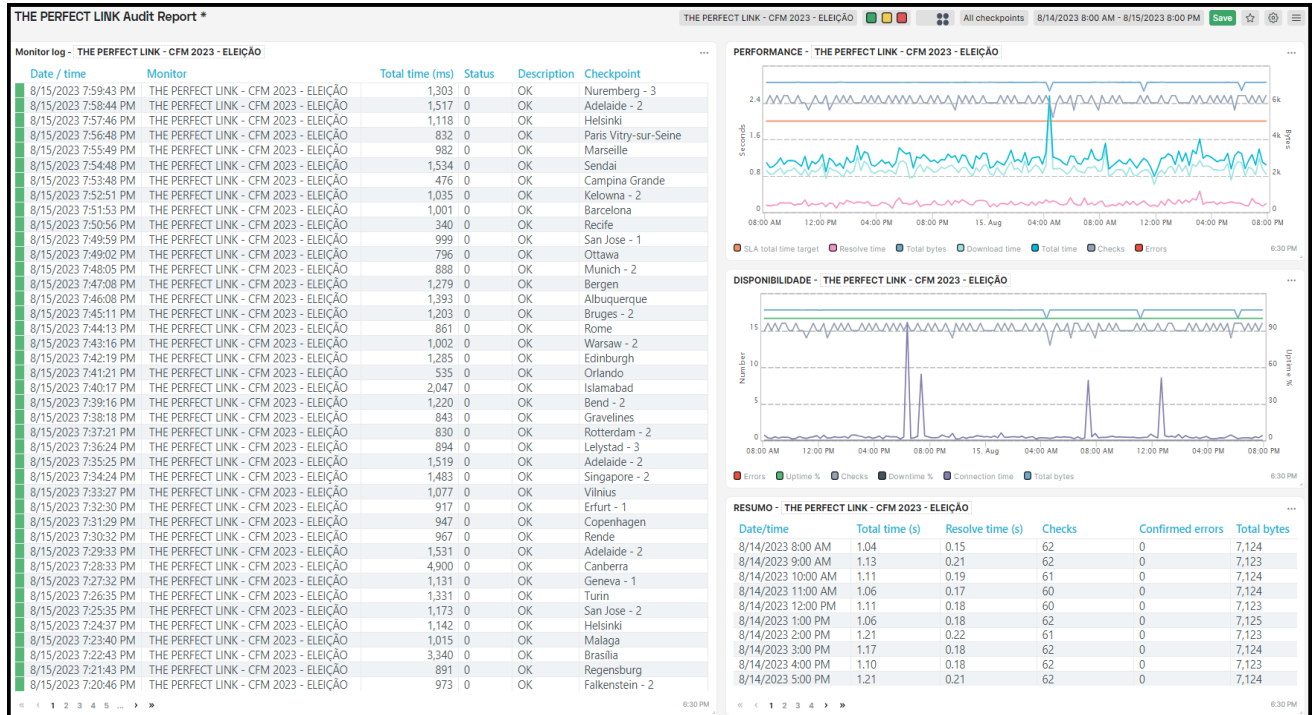 THE PERFECT LINK Audit Report *
THE PERFECT LINK - CFM 2023 - ELEIÇÃO All checkpoints 8/14/2023 8:00 AM - 8/15/2023 8:00 PM Save
Monitor log - THE PERFECT LINK - CFM 2023 - ELEIÇÃO ...
Date / time Monitor Total time (ms) Status Description Checkpoint
8/15/2023 7:59:43 PM THE PERFECT LINK - CFM 2023 - ELEIÇÃO 1,303 0 OK Nuremberg - 3
8/15/2023 7:58:44 PM THE PERFECT LINK - CFM 2023 - ELEIÇÃO 1,517 0 OK Adelaide - 2
8/15/2023 7:57:46 PM THE PERFECT LINK - CFM 2023 - ELEIÇÃO 1,118 0 OK Helsinki
8/15/2023 7:56:48 PM THE PERFECT LINK - CFM 2023 - ELEIÇÃO 832 0 OK Paris Vitry-sur-Seine
8/15/2023 7:55:49 PM THE PERFECT LINK - CFM 2023 - ELEIÇÃO 982 0 OK Marseille
8/15/2023 7:54:48 PM THE PERFECT LINK - CFM 2023 - ELEIÇÃO 1,534 0 OK Sendai
8/15/2023 7:53:48 PM THE PERFECT LINK - CFM 2023 - ELEIÇÃO 476 0 OK Campina Grande
8/15/2023 7:52:51 PM THE PERFECT LINK - CFM 2023 - ELEIÇÃO 1,035 0 OK Kelowna - 2
8/15/2023 7:51:53 PM THE PERFECT LINK - CFM 2023 - ELEIÇÃO 1,001 0 OK Barcelona
8/15/2023 7:50:56 PM THE PERFECT LINK - CFM 2023 - ELEIÇÃO 340 0 OK Recife
8/15/2023 7:49:59 PM THE PERFECT LINK - CFM 2023 - ELEIÇÃO 999 0 OK San Jose - 1
8/15/2023 7:49:02 PM THE PERFECT LINK - CFM 2023 - ELEIÇÃO 796 0 OK Ottawa
8/15/2023 7:48:05 PM THE PERFECT LINK - CFM 2023 - ELEIÇÃO 888 0 OK Munich - 2
8/15/2023 7:47:08 PM THE PERFECT LINK - CFM 2023 - ELEIÇÃO 1,279 0 OK Bergen
8/15/2023 7:46:08 PM THE PERFECT LINK - CFM 2023 - ELEIÇÃO 1,393 0 OK Albuquerque
8/15/2023 7:45:11 PM THE PERFECT LINK - CFM 2023 - ELEIÇÃO 1,203 0 OK Bruges - 2
8/15/2023 7:44:13 PM THE PERFECT LINK - CFM 2023 - ELEIÇÃO 861 0 OK Rome
8/15/2023 7:43:16 PM THE PERFECT LINK - CFM 2023 - ELEIÇÃO 1,002 0 OK Warsaw - 2
8/15/2023 7:42:19 PM THE PERFECT LINK - CFM 2023 - ELEIÇÃO 1,285 0 OK Edinburgh
8/15/2023 7:41:21 PM THE PERFECT LINK - CFM 2023 - ELEIÇÃO 535 0 OK Orlando
8/15/2023 7:40:17 PM THE PERFECT LINK - CFM 2023 - ELEIÇÃO 2,047 0 OK Islamabad
8/15/2023 7:39:16 PM THE PERFECT LINK - CFM 2023 - ELEIÇÃO 1,220 0 OK Bend - 2
8/15/2023 7:38:18 PM THE PERFECT LINK - CFM 2023 - ELEIÇÃO 843 0 OK Gravelines
8/15/2023 7:37:21 PM THE PERFECT LINK - CFM 2023 - ELEIÇÃO 830 0 OK Rotterdam - 2
8/15/2023 7:36:24 PM THE PERFECT LINK - CFM 2023 - ELEIÇÃO 894 0 OK Lelystad - 3
8/15/2023 7:35:25 PM THE PERFECT LINK - CFM 2023 - ELEIÇÃO 1,519 0 OK Adelaide - 2
8/15/2023 7:34:24 PM THE PERFECT LINK - CFM 2023 - ELEIÇÃO 1,483 0 OK Singapore - 2
8/15/2023 7:33:27 PM THE PERFECT LINK - CFM 2023 - ELEIÇÃO 1,077 0 OK Vilnius
8/15/2023 7:32:30 PM THE PERFECT LINK - CFM 2023 - ELEIÇÃO 917 0 OK Erfurt - 1
8/15/2023 7:31:29 PM THE PERFECT LINK - CFM 2023 - ELEIÇÃO 947 0 OK Copenhagen
8/15/2023 7:30:32 PM THE PERFECT LINK - CFM 2023 - ELEIÇÃO 967 0 OK Rende
8/15/2023 7:29:33 PM THE PERFECT LINK - CFM 2023 - ELEIÇÃO 1,531 0 OK Adelaide - 2
8/15/2023 7:28:33 PM THE PERFECT LINK - CFM 2023 - ELEIÇÃO 4,900 0 OK Canberra
8/15/2023 7:27:32 PM THE PERFECT LINK - CFM 2023 - ELEIÇÃO 1,131 0 OK Geneva - 1
8/15/2023 7:26:35 PM THE PERFECT LINK - CFM 2023 - ELEIÇÃO 1,331 0 OK Turin
8/15/2023 7:25:35 PM THE PERFECT LINK - CFM 2023 - ELEIÇÃO 1,173 0 OK San Jose - 2
8/15/2023 7:24:37 PM THE PERFECT LINK - CFM 2023 - ELEIÇÃO 1,142 0 OK Helsinki
8/15/2023 7:23:40 PM THE PERFECT LINK - CFM 2023 - ELEIÇÃO 1,015 0 OK Malaga
8/15/2023 7:22:43 PM THE PERFECT LINK - CFM 2023 - ELEIÇÃO 3,340 0 OK Brasília
8/15/2023 7:21:43 PM THE PERFECT LINK - CFM 2023 - ELEIÇÃO 891 0 OK Regensburg
8/15/2023 7:20:46 PM THE PERFECT LINK - CFM 2023 - ELEIÇÃO 973 0 OK Falkenstein - 2
« ‹ 1 2 3 4 5 ... › » 6:30 PM
PERFORMANCE - THE PERFECT LINK - CFM 2023 - ELEIÇÃO ...
Seconds
2.4
1.6
0.8
0
6k
4k
2k
0
Bytes
08:00 AM 12:00 PM 04:00 PM 08:00 PM 15. Aug 04:00 AM 08:00 AM 12:00 PM 04:00 PM 08:00 PM
SLA total time target Resolve time Total bytes Download time Total time Checks Errors 6:30 PM
DISPONIBILIDADE - THE PERFECT LINK - CFM 2023 - ELEIÇÃO ...
Number
15
10
5
0
90
60
30
0
Uptime %
08:00 AM 12:00 PM 04:00 PM 08:00 PM 15. Aug 04:00 AM 08:00 AM 12:00 PM 04:00 PM 08:00 PM
Errors Uptime % Checks Downtime % Connection time Total bytes 6:30 PM
RESUMO - THE PERFECT LINK - CFM 2023 - ELEIÇÃO ...
Date/time Total time (s) Resolve time (s) Checks Confirmed errors Total bytes
8/14/2023 8:00 AM 1.04 0.15 62 0 7,124
8/14/2023 9:00 AM 1.13 0.21 62 0 7,123
8/14/2023 10:00 AM 1.11 0.19 61 0 7,124
8/14/2023 11:00 AM 1.06 0.17 60 0 7,124
8/14/2023 12:00 PM 1.11 0.18 60 0 7,123
8/14/2023 1:00 PM 1.06 0.18 62 0 7,125
8/14/2023 2:00 PM 1.21 0.22 61 0 7,123
8/14/2023 3:00 PM 1.17 0.18 62 0 7,124
8/14/2023 4:00 PM 1.10 0.18 62 0 7,123
8/14/2023 5:00 PM 1.21 0.21 62 0 7,124
« ‹ 1 2 3 4 › » 6:30 PM